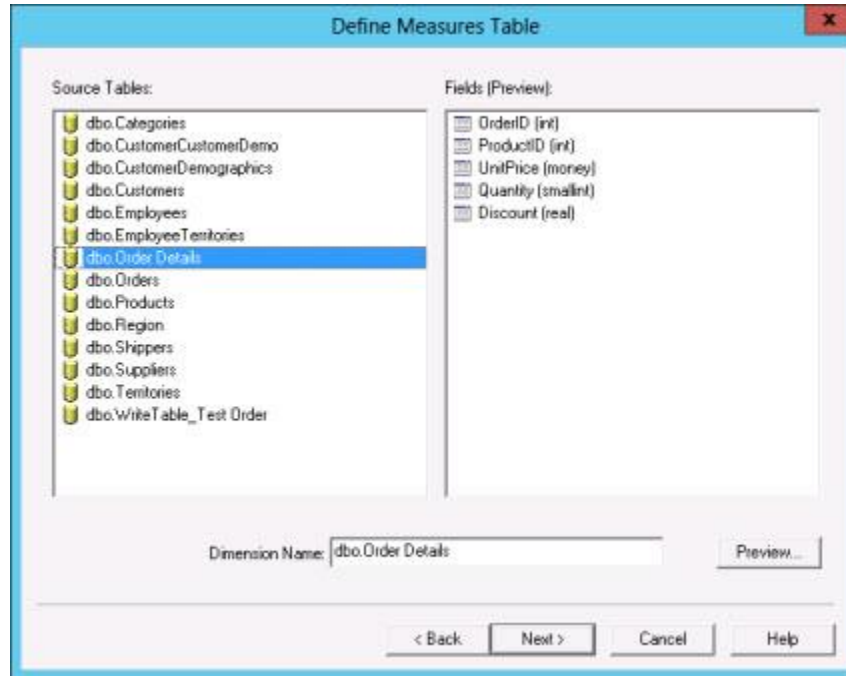 Define Measures Table
x
Source Tables:
dbo.Categories
dbo.CustomerCustomerDemo
dbo.CustomerDemographics
dbo.Customers
dbo.Employees
dbo.EmployeeTerritories
dbo.Order Details
dbo.Orders
dbo.Products
dbo.Region
dbo.Shippers
dbo.Suppliers
dbo.Territories
dbo.WriteTable_Test Order
Fields (Preview):
OrderID (int)
ProductID (int)
UnitPrice (money)
Quantity (smallint)
Discount (real)
Dimension Name: dbo.Order Details
Preview...
< Back
Next >
Cancel
Help